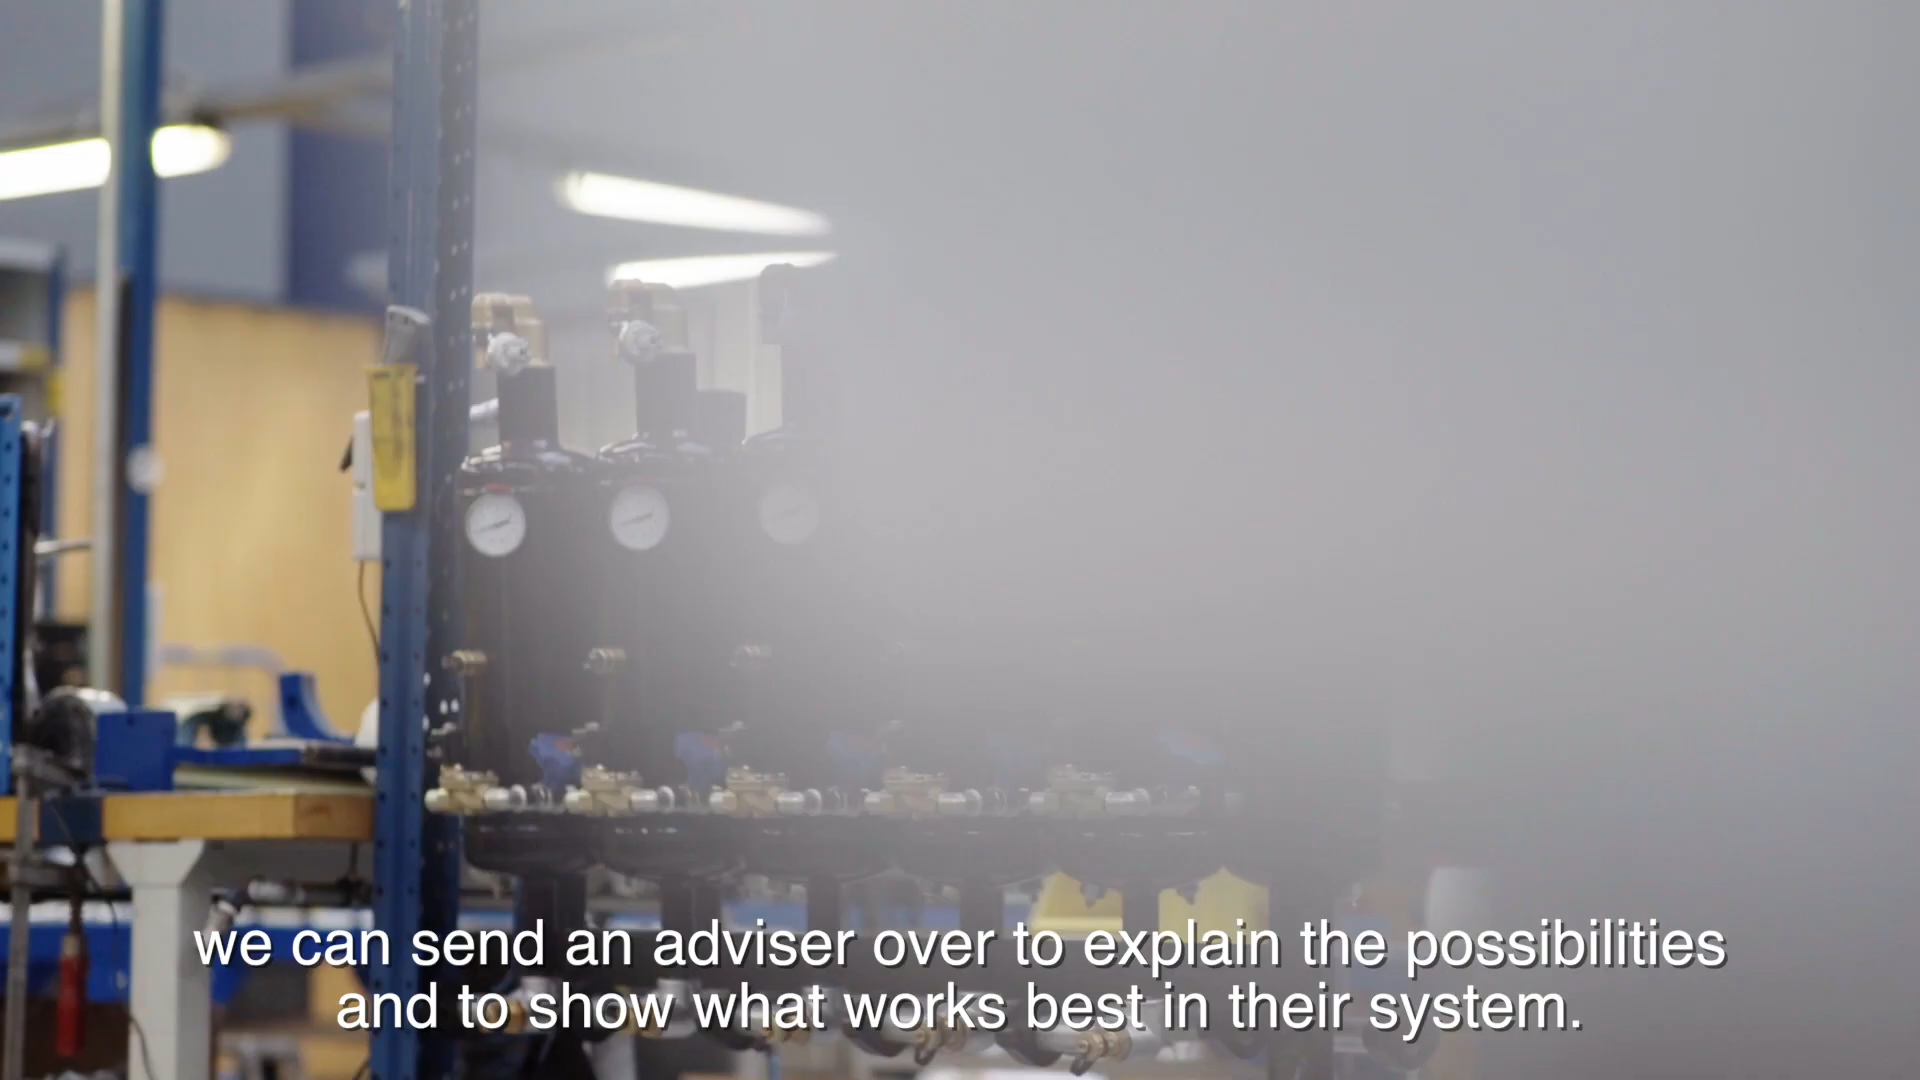 we can send an adviser over to explain the possibilities
and to show what works best in their system.